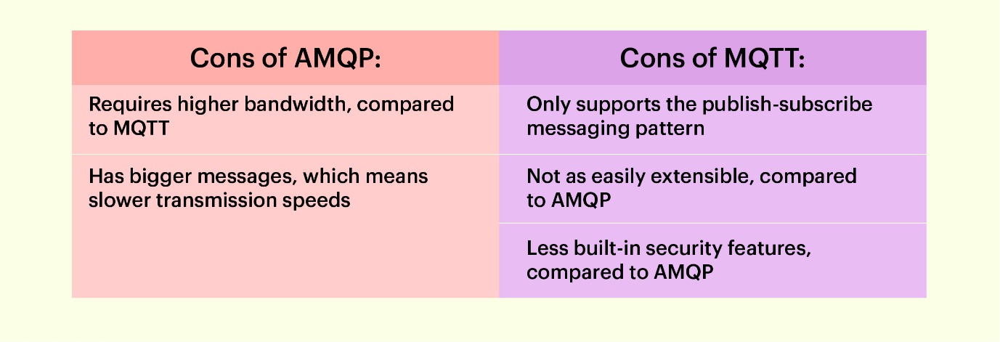 Cons of AMQP:
Cons of MQTT:
Requires higher bandwidth, compared
to MQTT
Only supports the publish-subscribe
messaging pattern
Has bigger messages, which means
slower transmission speeds
Not as easily extensible, compared
to AMQP
Less built-in security features,
compared to AMQP